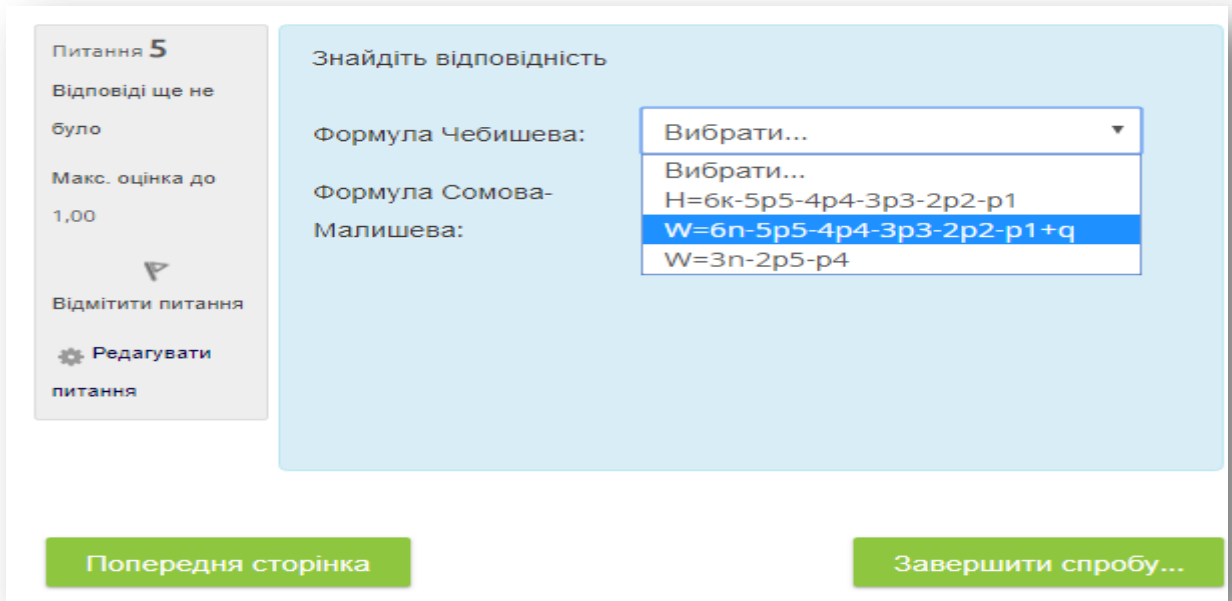 Питання 5
Відповіді ще не
було
Макс. оцінка до
1,00
Відмітити питання
Редагувати
питання
Знайдіть відповідність
Формула Чебишева:
Вибрати...
Вибрати...
H=6к-5p5-4p4-3p3-2p2-p1
W=6n-5p5-4p4-3p3-2p2-p1+q
W=3n-2p5-p4
Формула Сомова-
Малишева:
Попередня сторінка
Завершити спробу...